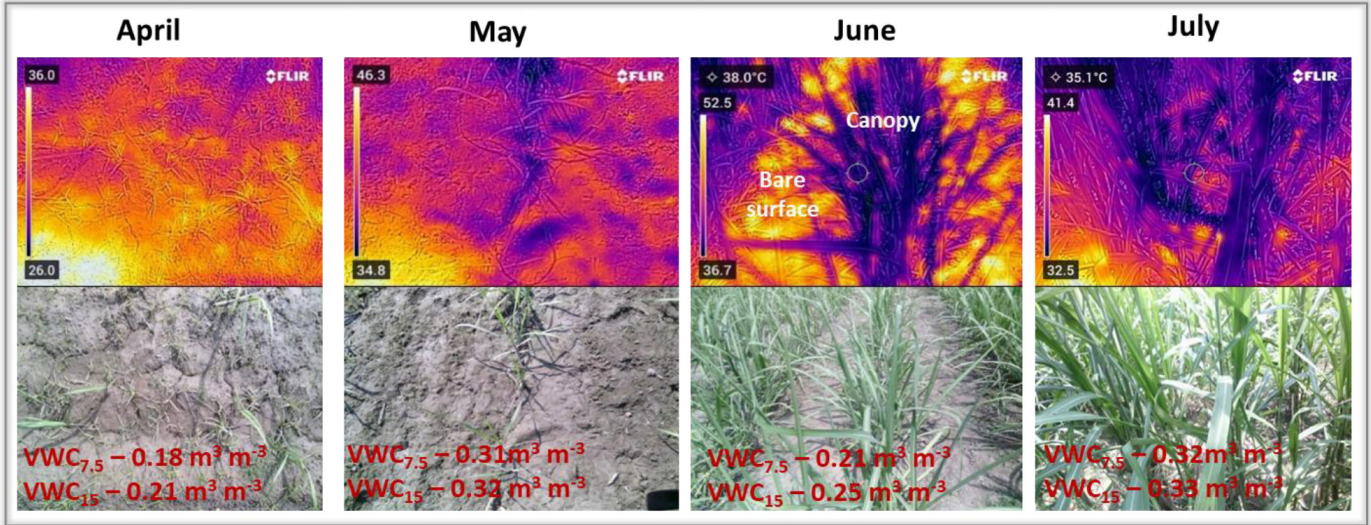 April
May
June
July
36.0
FLIR
26.0
46.3
FLIR
34.8
38.0°C
FLIR
52.5
Canopy
Bare
surface
36.7
35.1°C
FLIR
41.4
32.5
VWC7.5 – 0.18 m³ m-³
VWC15 – 0.21 m³ m-³
VWC7.5 – 0.31m³ m-³
VWC15 – 0.32 m³ m-³
VWC7.5 – 0.21 m³ m-³
VWC15 – 0.25 m³ m-³
VWC7.5 – 0.32m³ m-³
VWC15 – 0.33 m³ m-³